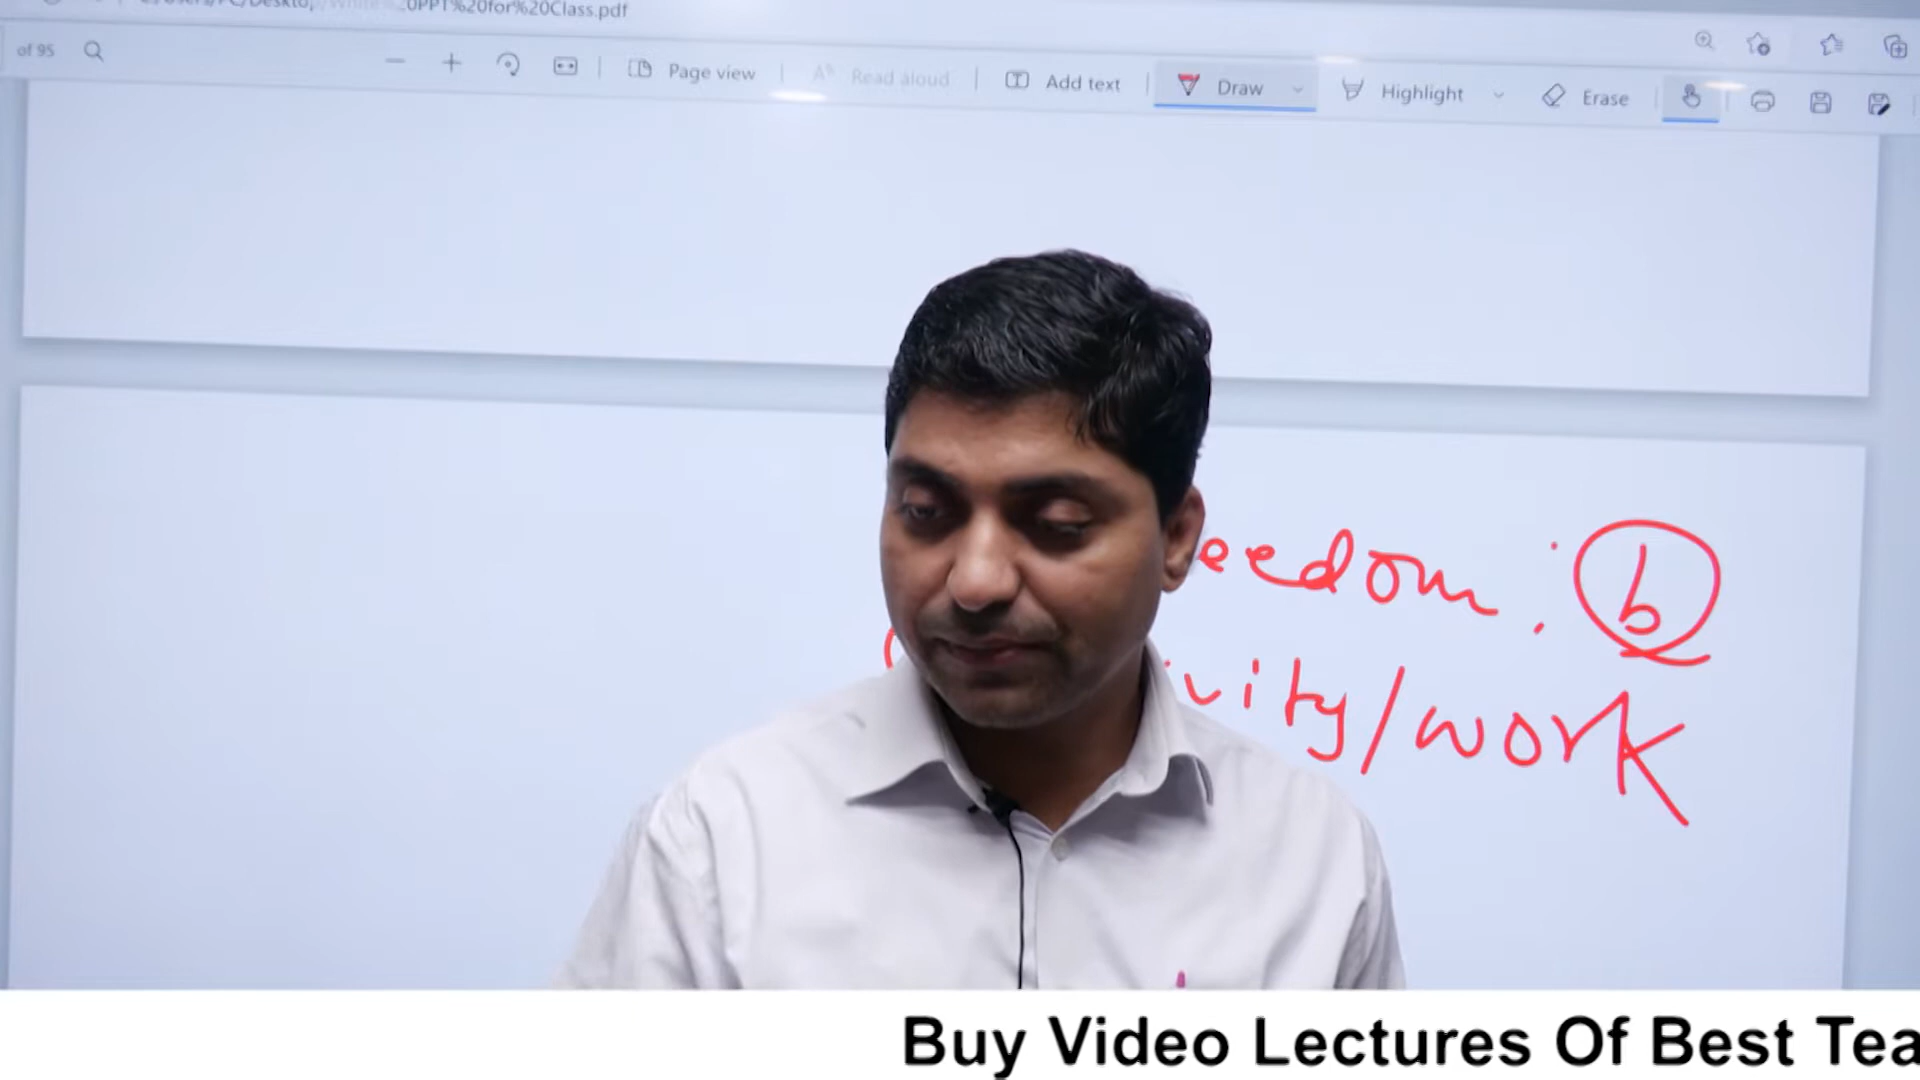 0PPT%20for%20Class.pdf
of 95 Page view Read aloud Add text Draw Highlight Erase
eedom : b
ivity/work
Buy Video Lectures Of Best Tea